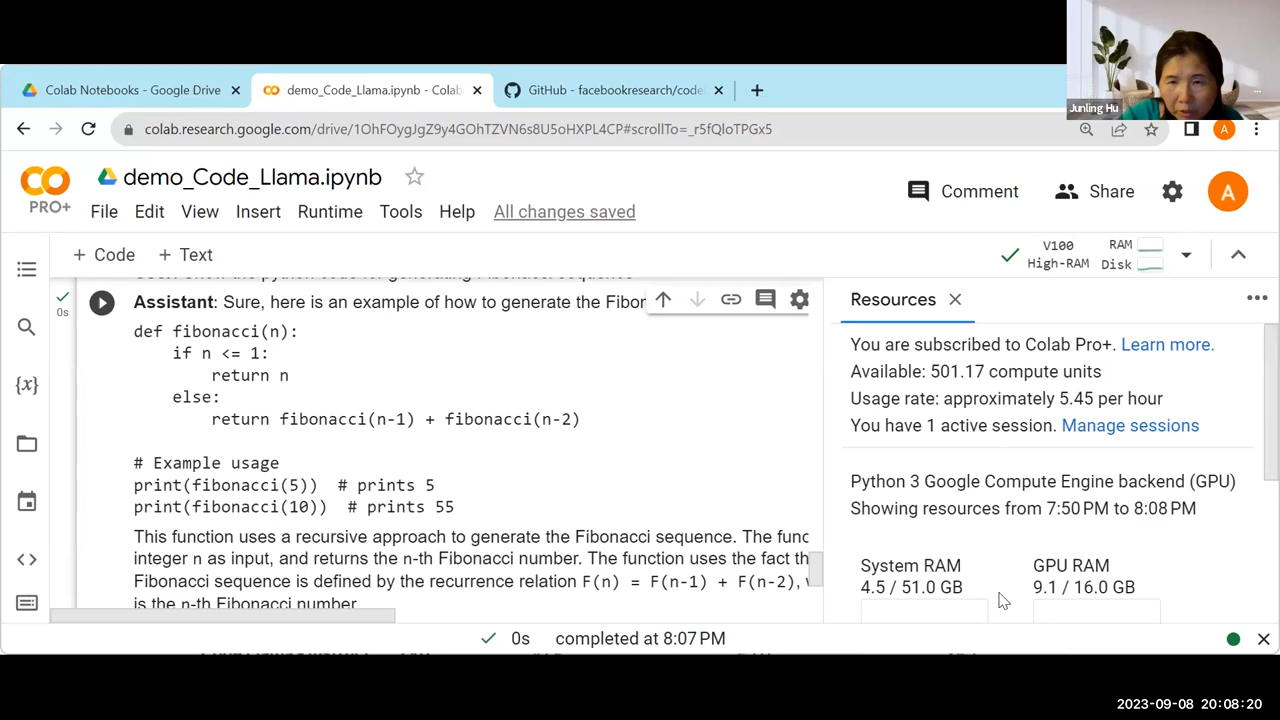 Junling Hu
Colab Notebooks - Google Drive
demo_Code_Llama.ipynb - Colab
GitHub - facebookresearch/code
colab.research.google.com/drive/1OhFOygJgZ9y4GOhTZVN6s8U5oHXPL4CP#scrollTo=_r5fQloTPGx5
A
demo_Code_Llama.ipynb
PRO+
File Edit View Insert Runtime Tools Help All changes saved
Comment Share A
+ Code + Text
V100 High-RAM
RAM
Disk
0s
Assistant: Sure, here is an example of how to generate the Fibor
def fibonacci(n):
if n <= 1:
return n
else:
return fibonacci(n-1) + fibonacci(n-2)
# Example usage
print(fibonacci(5)) # prints 5
print(fibonacci(10)) # prints 55
This function uses a recursive approach to generate the Fibonacci sequence. The func
integer n as input, and returns the n-th Fibonacci number. The function uses the fact th
Fibonacci sequence is defined by the recurrence relation F(n) = F(n-1) + F(n-2),
is the n-th Fibonacci number
Resources
You are subscribed to Colab Pro+. Learn more.
Available: 501.17 compute units
Usage rate: approximately 5.45 per hour
You have 1 active session. Manage sessions
Python 3 Google Compute Engine backend (GPU)
Showing resources from 7:50 PM to 8:08 PM
System RAM
4.5 / 51.0 GB
GPU RAM
9.1 / 16.0 GB
0s completed at 8:07 PM
2023-09-08 20:08:20